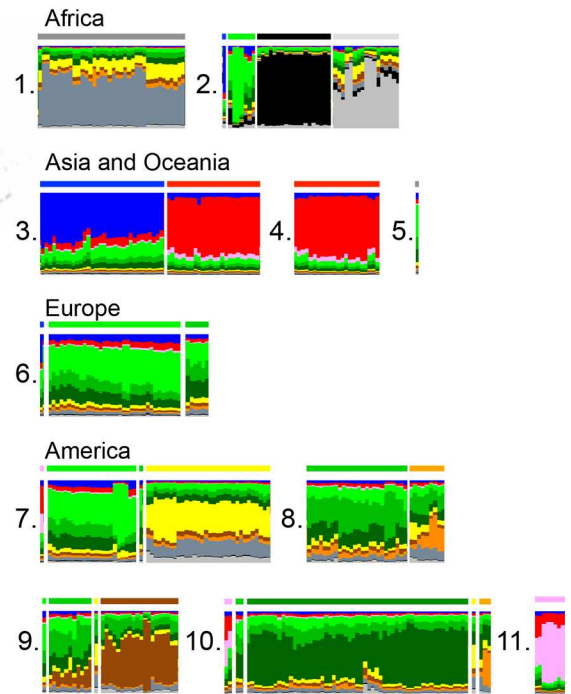 Africa
1. 2.
Asia and Oceania
3. 4. 5.
Europe
6.
America
7. 8.
9. 10. 11.